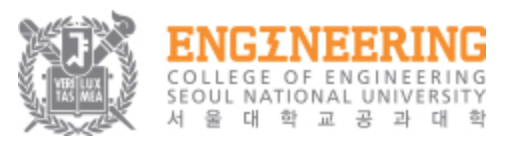 VERI LUX
TAS MEA
ENGΣNEERING
COLLEGE OF ENGINEERING
SEOUL NATIONAL UNIVERSITY
서울대학교공과대학